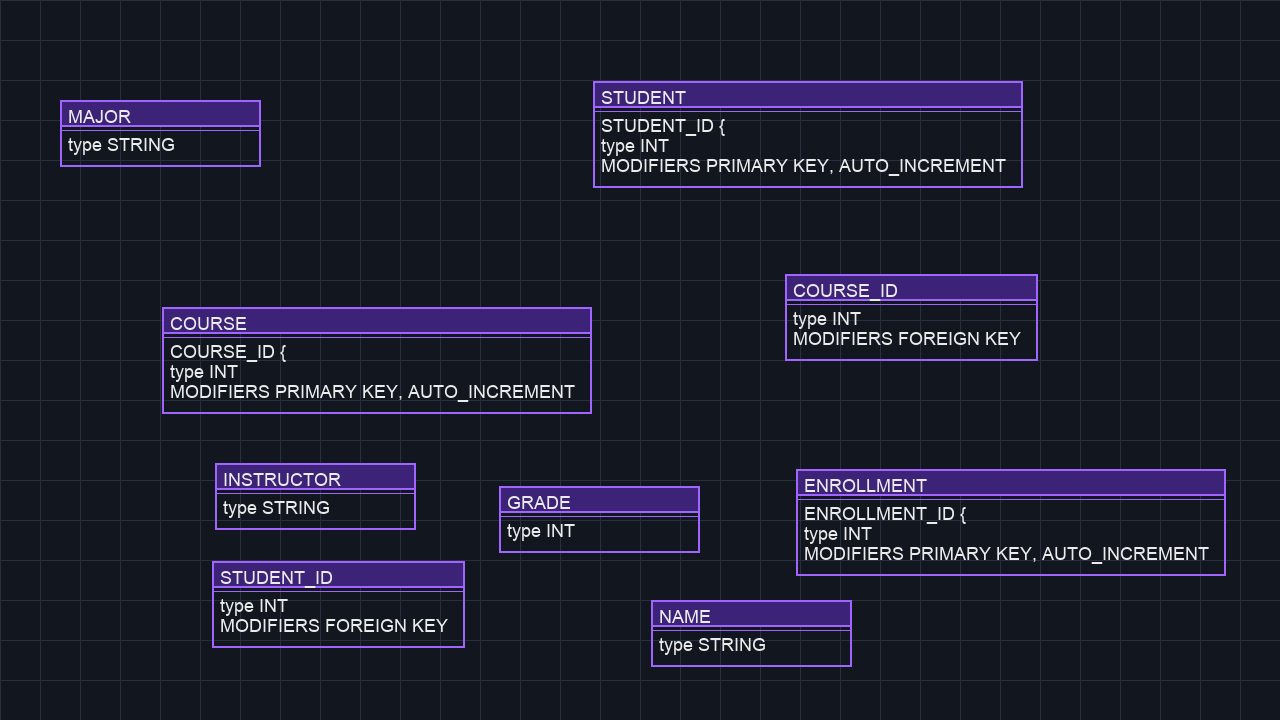 MAJOR
type STRING
STUDENT
STUDENT_ID {
type INT
MODIFIERS PRIMARY KEY, AUTO_INCREMENT
COURSE_ID
type INT
MODIFIERS FOREIGN KEY
COURSE
COURSE_ID {
type INT
MODIFIERS PRIMARY KEY, AUTO_INCREMENT
INSTRUCTOR
type STRING
GRADE
type INT
ENROLLMENT
ENROLLMENT_ID {
type INT
MODIFIERS PRIMARY KEY, AUTO_INCREMENT
STUDENT_ID
type INT
MODIFIERS FOREIGN KEY
NAME
type STRING